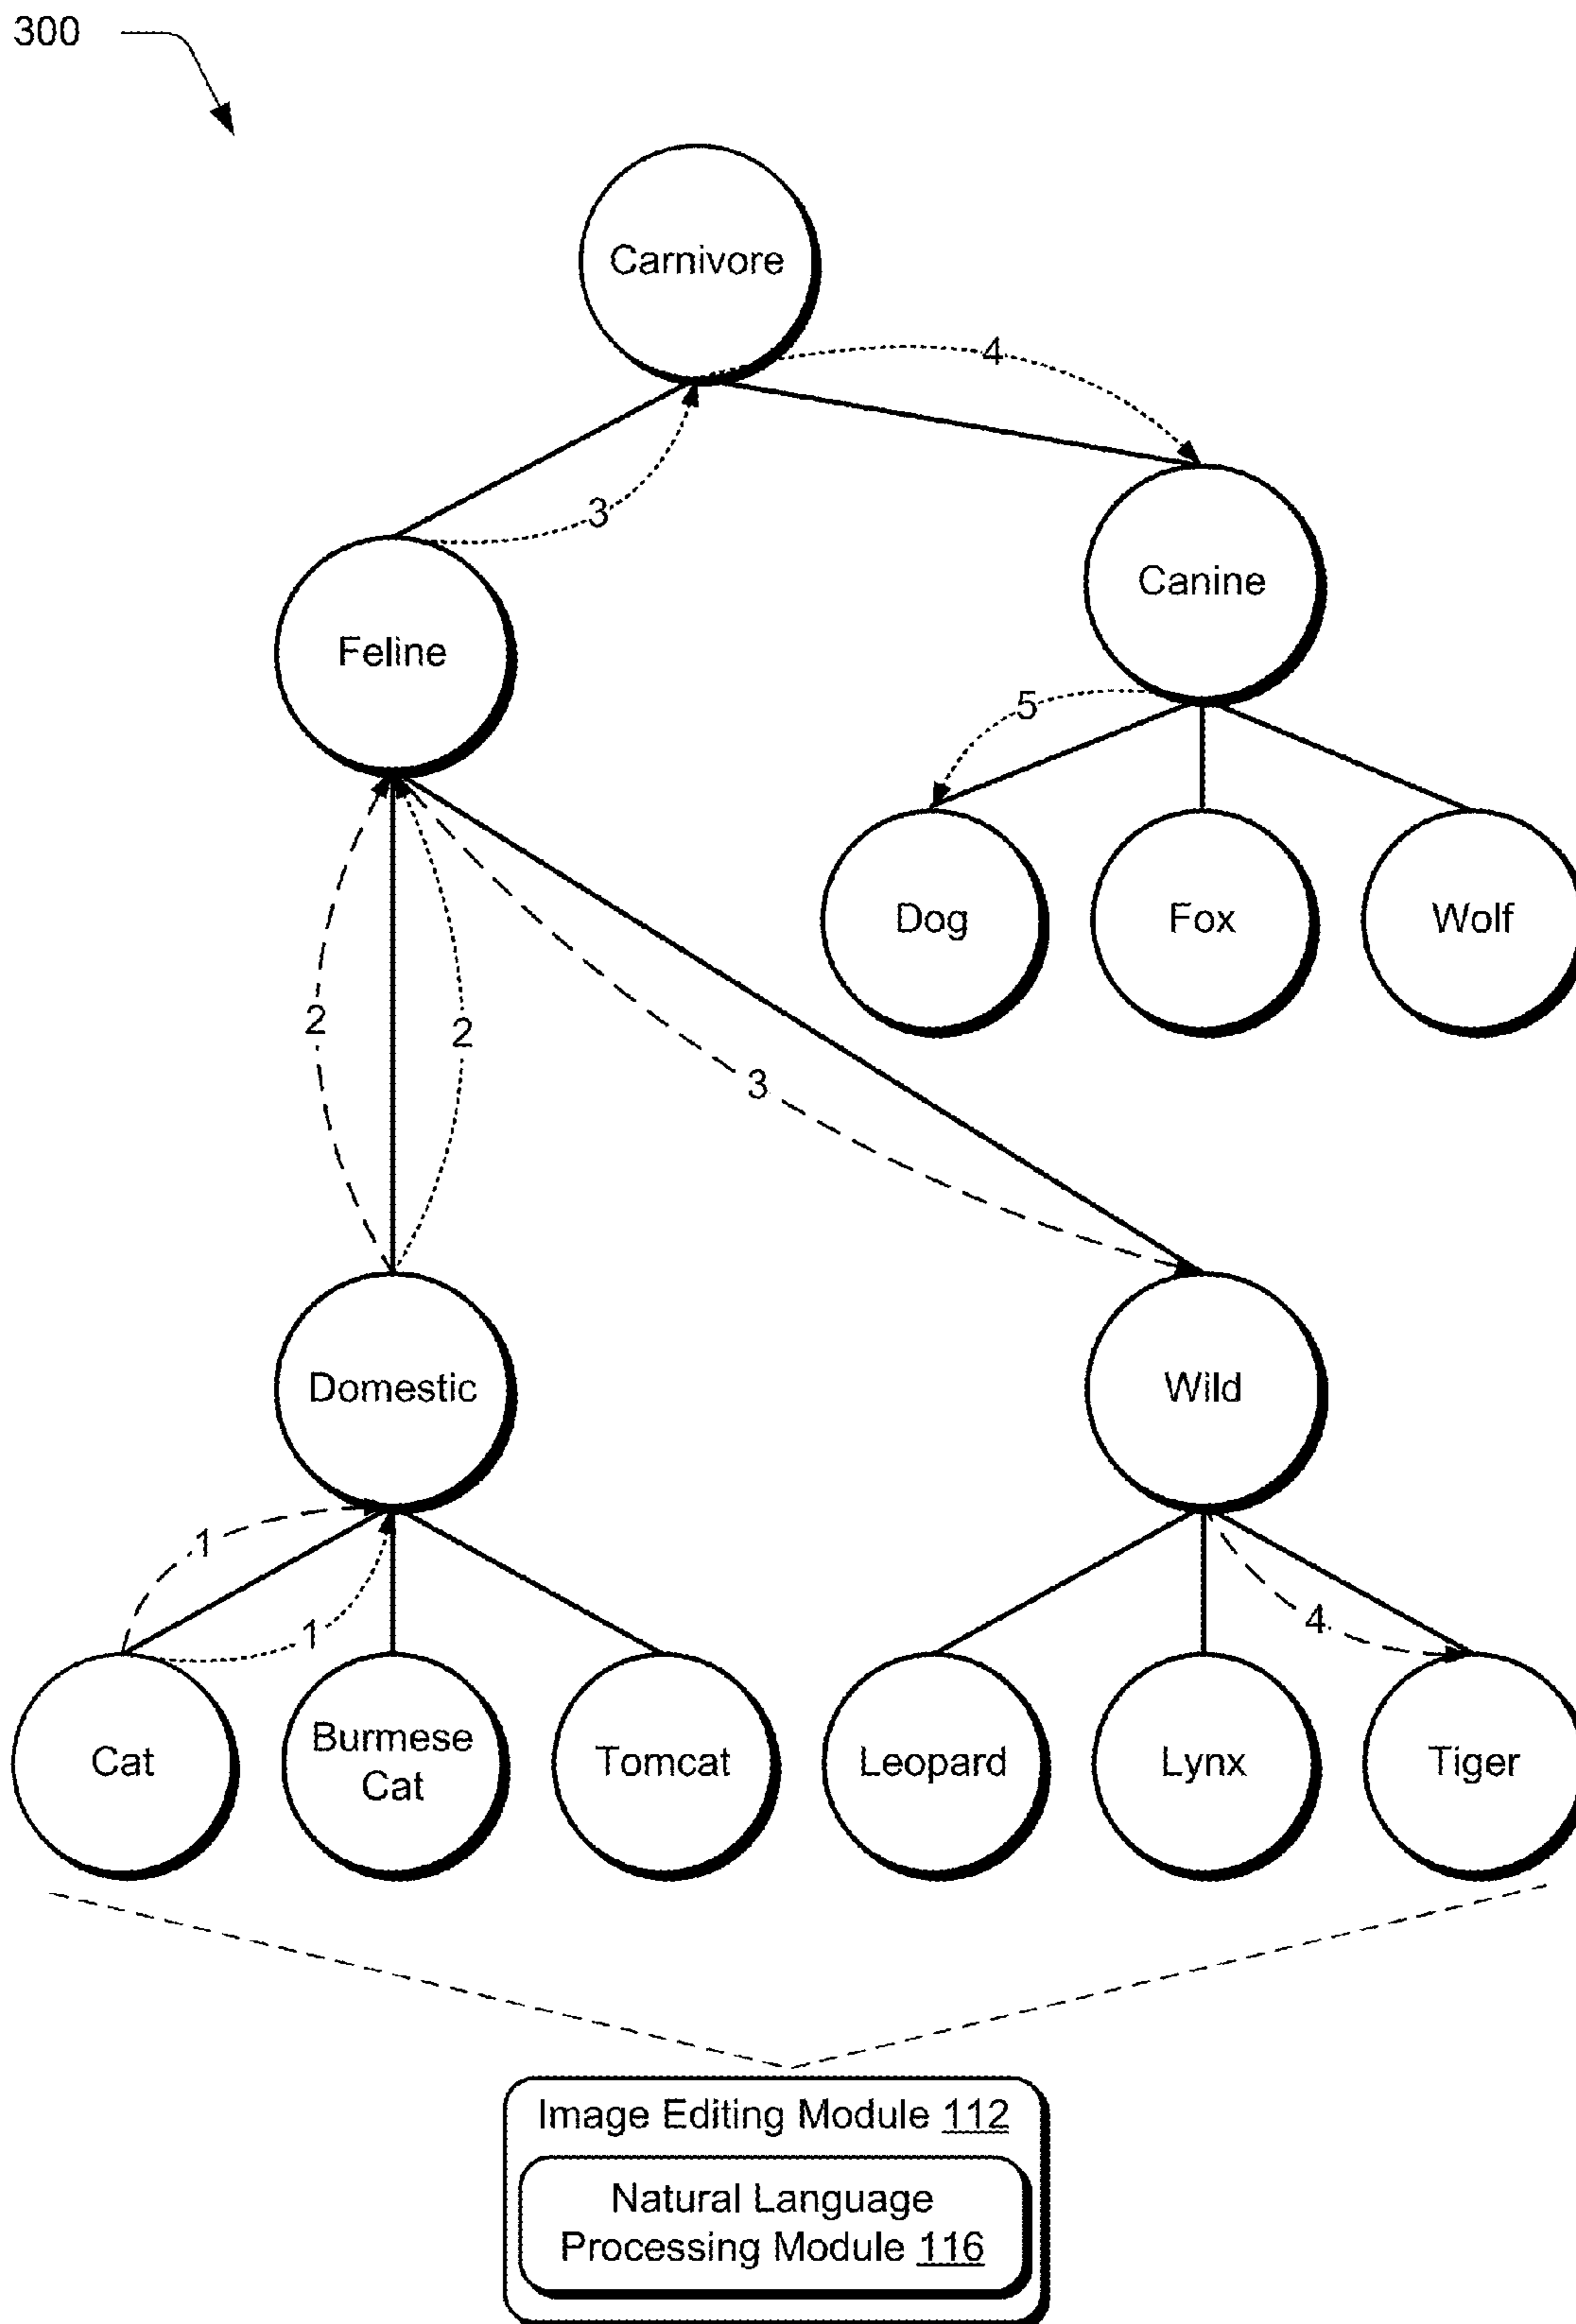 300
Carnivore
4
3
Canine
Feline
5
Dog
Fox
Wolf
2
2
3
Domestic
Wild
1
1
4
Cat
Burmese
Cat
Tomcat
Leopard
Lynx
Tiger
Image Editing Module 112
Natural Language
Processing Module 116